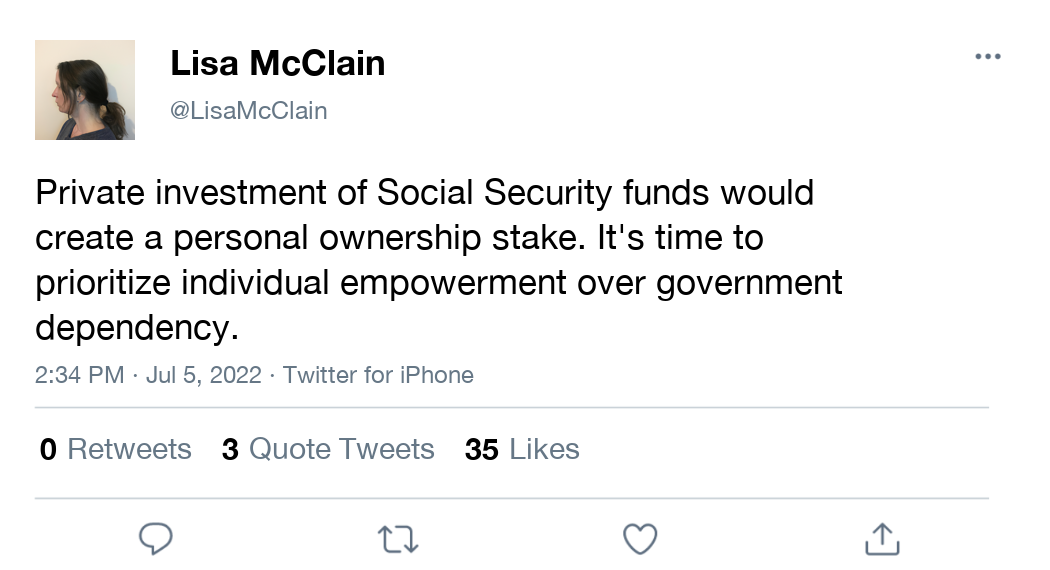 Lisa McClain
@LisaMcClain
Private investment of Social Security funds would
create a personal ownership stake. It's time to
prioritize individual empowerment over government
dependency.
2:34 PM · Jul 5, 2022 · Twitter for iPhone
0 Retweets 3 Quote Tweets 35 Likes